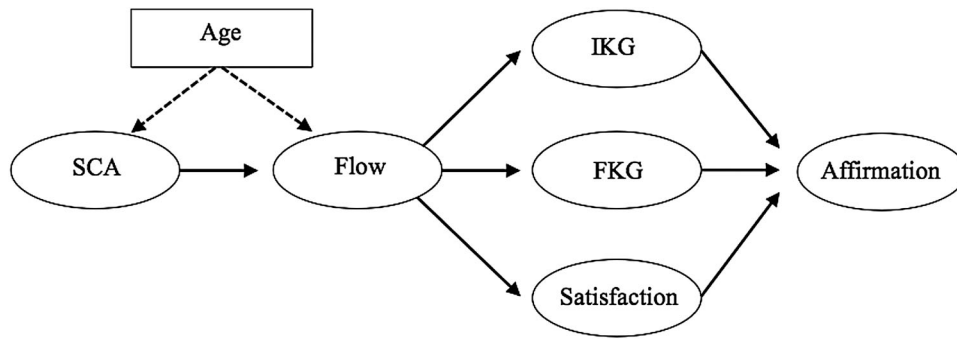 Age
IKG
SCA
Flow
FKG
Affirmation
Satisfaction